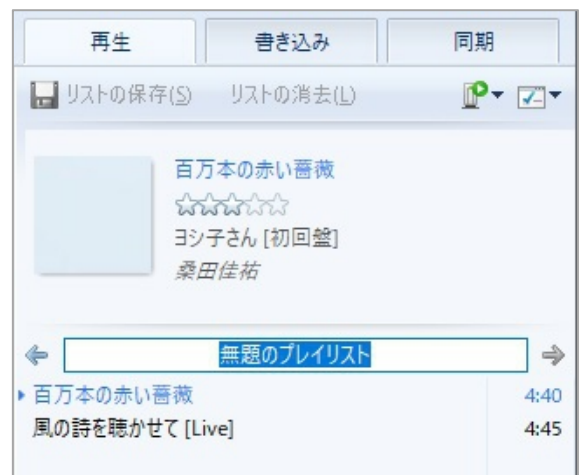 再生 書き込み 同期
リストの保存(S) リストの消去(L)
百万本の赤い薔薇
ヨシ子さん [初回盤]
桑田佳祐
無題のプレイリスト
百万本の赤い薔薇 4:40
風の詩を聴かせて [Live] 4:45